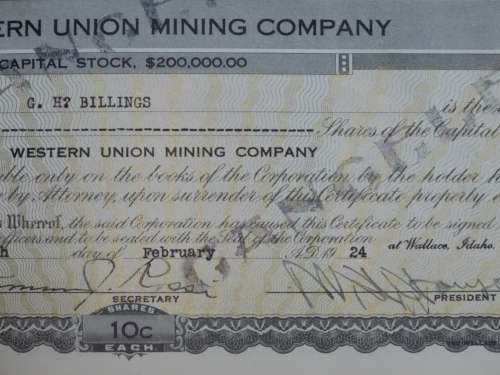 ERN UNION MINING COMPANY
CAPITAL STOCK, $200,000.00
G. H? BILLINGS is the
Shares of the Capital
WESTERN UNION MINING COMPANY
able only on the books of the Corporation by the holder h
e by Attorney, upon surrender of this Certificate properly e
s Whereof, the said Corporation has caused this Certificate to be signed
officers and to be sealed with the Seal of the Corporation
h day of February A.D. 19 24 at Wallace, Idaho.
Rossi
SECRETARY
PRESIDENT
SHARES
10c
EACH